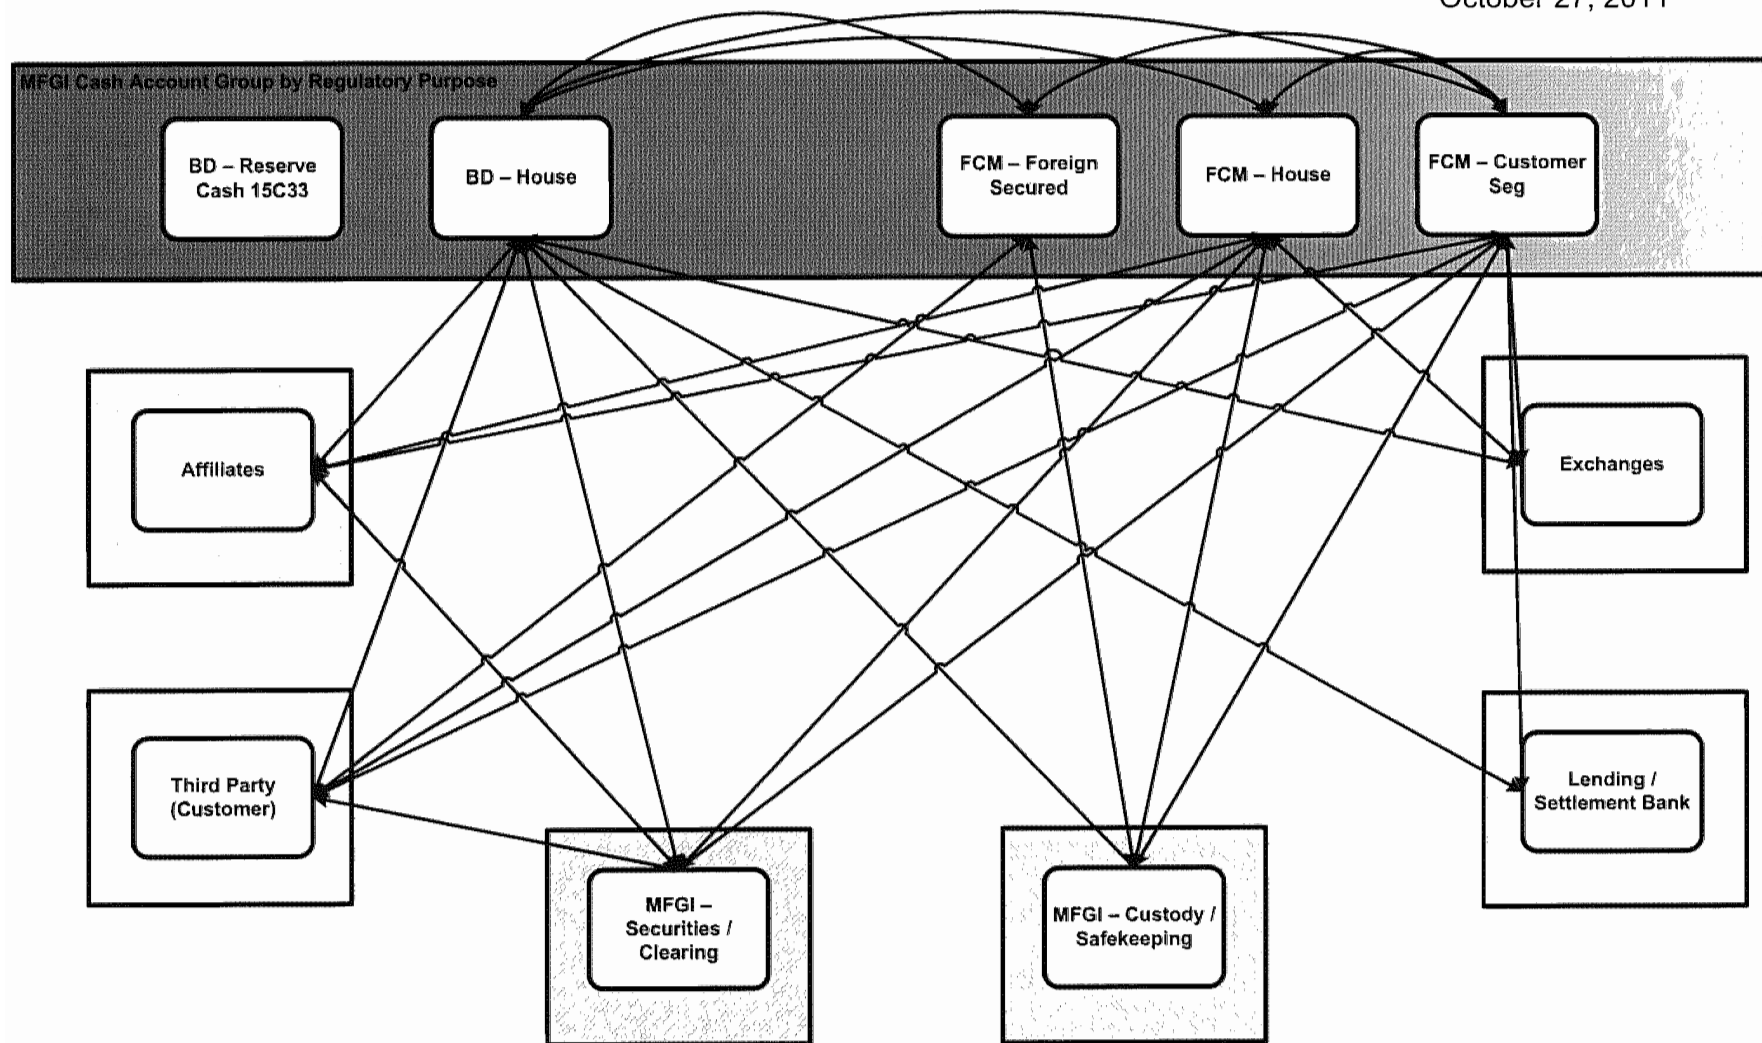 October 27, 2011
MFGI Cash Account Group by Regulatory Purpose
BD – Reserve
Cash 15C33
BD – House
FCM – Foreign
Secured
FCM – House
FCM – Customer
Seg
Affiliates
Exchanges
Third Party
(Customer)
Lending /
Settlement Bank
MFGI –
Securities /
Clearing
MFGI – Custody /
Safekeeping